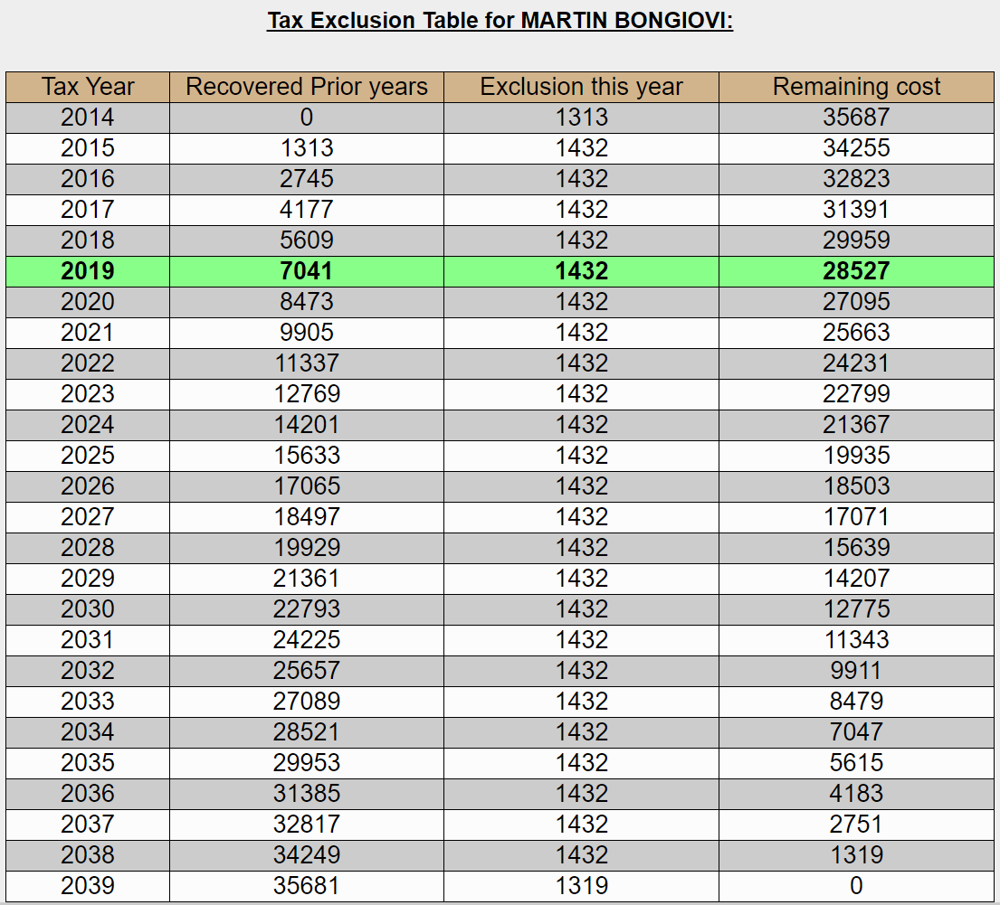 Tax Exclusion Table for MARTIN BONGIOVI:
Tax Year Recovered Prior years Exclusion this year Remaining cost
2014 0 1313 35687
2015 1313 1432 34255
2016 2745 1432 32823
2017 4177 1432 31391
2018 5609 1432 29959
2019 7041 1432 28527
2020 8473 1432 27095
2021 9905 1432 25663
2022 11337 1432 24231
2023 12769 1432 22799
2024 14201 1432 21367
2025 15633 1432 19935
2026 17065 1432 18503
2027 18497 1432 17071
2028 19929 1432 15639
2029 21361 1432 14207
2030 22793 1432 12775
2031 24225 1432 11343
2032 25657 1432 9911
2033 27089 1432 8479
2034 28521 1432 7047
2035 29953 1432 5615
2036 31385 1432 4183
2037 32817 1432 2751
2038 34249 1432 1319
2039 35681 1319 0